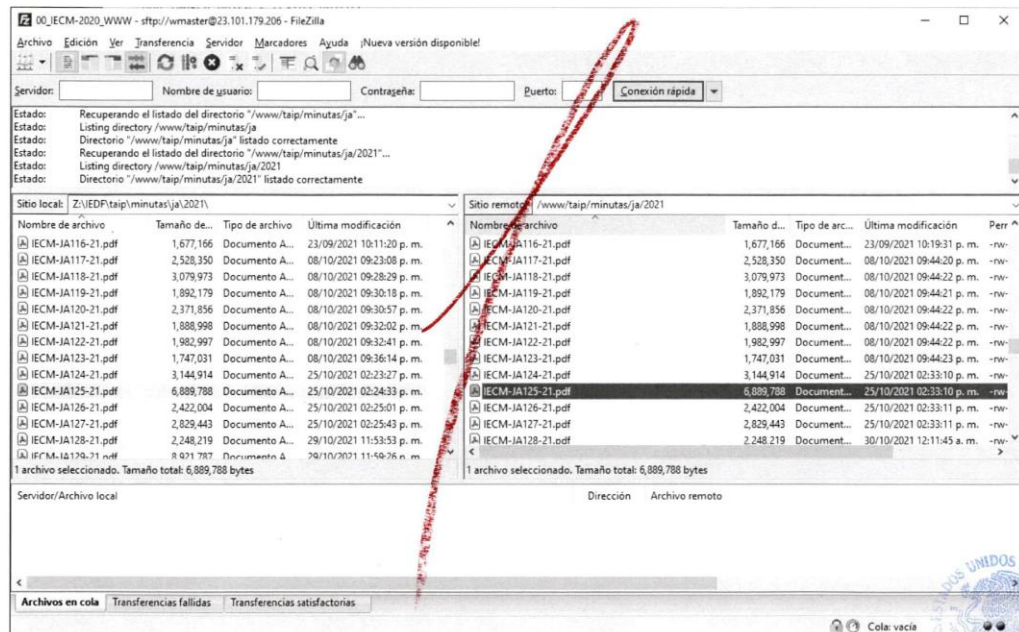 00_IECM-2020_WWW - sftp://wmaster@23.101.179.206 - FileZilla
Archivo Edición Ver Transferencia Servidor Marcadores Ayuda ¡Nueva versión disponible!
Servidor: Nombre de usuario: Contraseña: Puerto: Conexión rápida
Estado: Recuperando el listado del directorio "/www/taip/minutas/ja"...
Estado: Listing directory /www/taip/minutas/ja
Estado: Directorio "/www/taip/minutas/ja" listado correctamente
Estado: Recuperando el listado del directorio "/www/taip/minutas/ja/2021"...
Estado: Listing directory /www/taip/minutas/ja/2021
Estado: Directorio "/www/taip/minutas/ja/2021" listado correctamente
Sitio local: Z:\IEDF\taip\minutas\ja\2021\
Nombre de archivo Tamaño de... Tipo de archivo Última modificación
IECM-JA116-21.pdf 1,677,166 Documento A... 23/09/2021 10:11:20 p. m.
IECM-JA117-21.pdf 2,528,350 Documento A... 08/10/2021 09:23:08 p. m.
IECM-JA118-21.pdf 3,079,973 Documento A... 08/10/2021 09:28:29 p. m.
IECM-JA119-21.pdf 1,892,179 Documento A... 08/10/2021 09:30:18 p. m.
IECM-JA120-21.pdf 2,371,856 Documento A... 08/10/2021 09:30:57 p. m.
IECM-JA121-21.pdf 1,888,998 Documento A... 08/10/2021 09:32:02 p. m.
IECM-JA122-21.pdf 1,982,997 Documento A... 08/10/2021 09:32:41 p. m.
IECM-JA123-21.pdf 1,747,031 Documento A... 08/10/2021 09:36:14 p. m.
IECM-JA124-21.pdf 3,144,914 Documento A... 25/10/2021 02:23:27 p. m.
IECM-JA125-21.pdf 6,889,788 Documento A... 25/10/2021 02:24:33 p. m.
IECM-JA126-21.pdf 2,422,004 Documento A... 25/10/2021 02:25:01 p. m.
IECM-JA127-21.pdf 2,829,443 Documento A... 25/10/2021 02:25:43 p. m.
IECM-JA128-21.pdf 2,248,219 Documento A... 29/10/2021 11:53:53 p. m.
IECM-JA129-21.pdf 8,921,787 Documento A... 29/10/2021 11:59:26 p. m.
1 archivo seleccionado. Tamaño total: 6,889,788 bytes
Sitio remoto: /www/taip/minutas/ja/2021
Nombre de archivo Tamaño d... Tipo de arc... Última modificación Perr
IECM-JA116-21.pdf 1,677,166 Document... 23/09/2021 10:19:31 p. m. -rw-
IECM-JA117-21.pdf 2,528,350 Document... 08/10/2021 09:44:20 p. m. -rw-
IECM-JA118-21.pdf 3,079,973 Document... 08/10/2021 09:44:22 p. m. -rw-
IECM-JA119-21.pdf 1,892,179 Document... 08/10/2021 09:44:21 p. m. -rw-
IECM-JA120-21.pdf 2,371,856 Document... 08/10/2021 09:44:22 p. m. -rw-
IECM-JA121-21.pdf 1,888,998 Document... 08/10/2021 09:44:22 p. m. -rw-
IECM-JA122-21.pdf 1,982,997 Document... 08/10/2021 09:44:22 p. m. -rw-
IECM-JA123-21.pdf 1,747,031 Document... 08/10/2021 09:44:23 p. m. -rw-
IECM-JA124-21.pdf 3,144,914 Document... 25/10/2021 02:33:10 p. m. -rw-
IECM-JA125-21.pdf 6,889,788 Document... 25/10/2021 02:33:10 p. m. -rw-
IECM-JA126-21.pdf 2,422,004 Document... 25/10/2021 02:33:11 p. m. -rw-
IECM-JA127-21.pdf 2,829,443 Document... 25/10/2021 02:33:11 p. m. -rw-
IECM-JA128-21.pdf 2,248,219 Document... 30/10/2021 12:11:45 a. m. -rw-
1 archivo seleccionado. Tamaño total: 6,889,788 bytes
Servidor/Archivo local Dirección Archivo remoto
Archivos en cola Transferencias fallidas Transferencias satisfactorias
Cola: vacía
UNIDOS